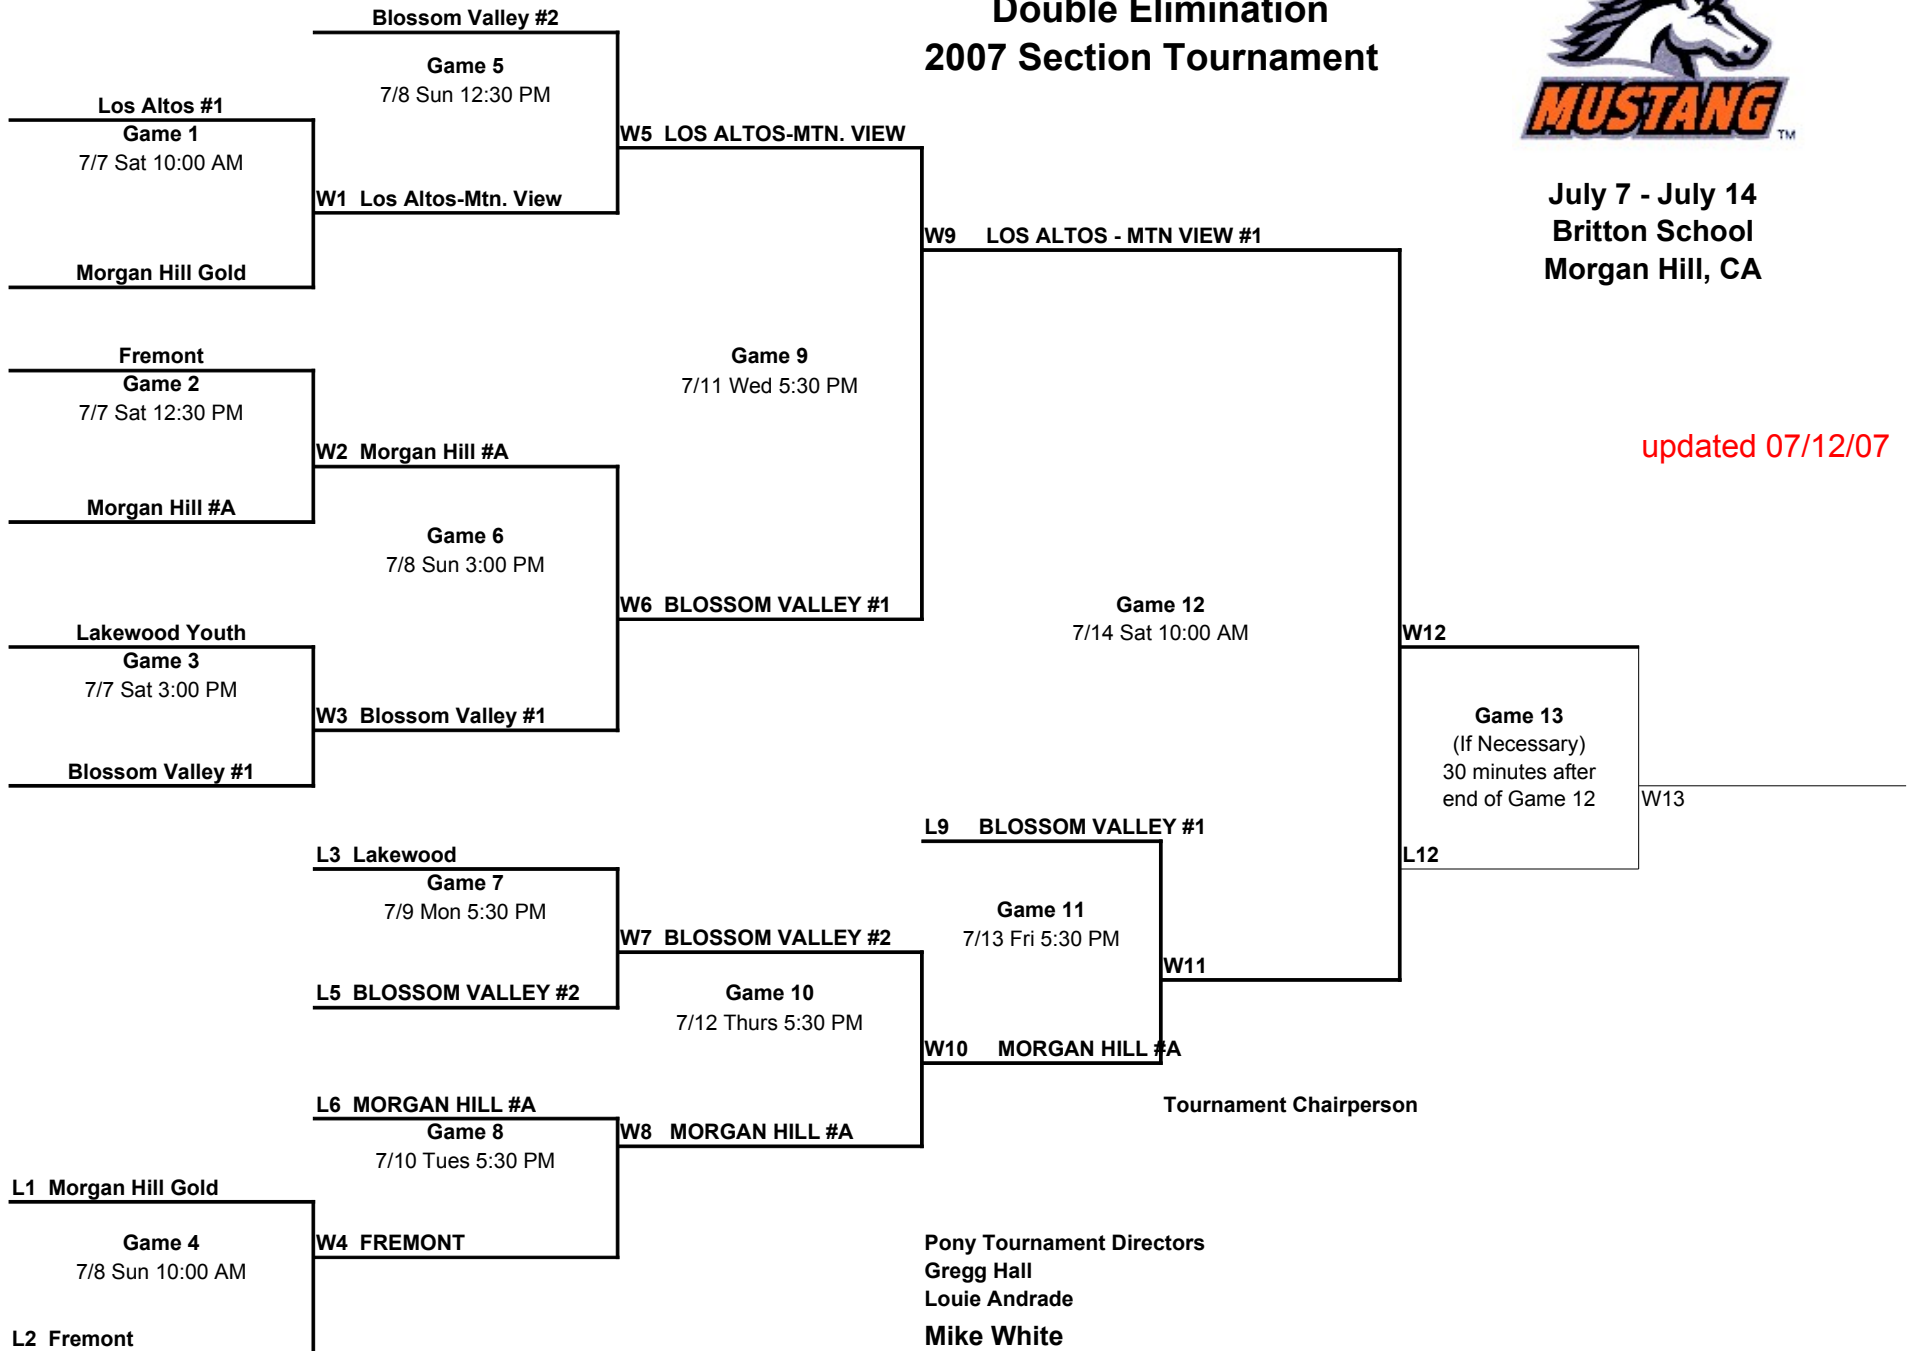 Double Elimination
2007 Section Tournament
MUSTANG
TM
July 7 - July 14
Britton School
Morgan Hill, CA
updated 07/12/07
Blossom Valley #2
Game 5
7/8 Sun 12:30 PM
Los Altos #1
Game 1
7/7 Sat 10:00 AM
W5 LOS ALTOS-MTN. VIEW
W1 Los Altos-Mtn. View
W9 LOS ALTOS - MTN VIEW #1
Morgan Hill Gold
Fremont
Game 2
7/7 Sat 12:30 PM
Game 9
7/11 Wed 5:30 PM
W2 Morgan Hill #A
Morgan Hill #A
Game 6
7/8 Sun 3:00 PM
W6 BLOSSOM VALLEY #1
Game 12
7/14 Sat 10:00 AM
Lakewood Youth
Game 3
7/7 Sat 3:00 PM
W12
W3 Blossom Valley #1
Game 13
(If Necessary)
30 minutes after
end of Game 12
W13
Blossom Valley #1
L9 BLOSSOM VALLEY #1
L12
L3 Lakewood
Game 7
7/9 Mon 5:30 PM
Game 11
7/13 Fri 5:30 PM
W7 BLOSSOM VALLEY #2
W11
L5 BLOSSOM VALLEY #2
Game 10
7/12 Thurs 5:30 PM
W10 MORGAN HILL #A
L6 MORGAN HILL #A
Game 8
7/10 Tues 5:30 PM
W8 MORGAN HILL #A
Tournament Chairperson
L1 Morgan Hill Gold
Game 4
7/8 Sun 10:00 AM
W4 FREMONT
L2 Fremont
Pony Tournament Directors
Gregg Hall
Louie Andrade
Mike White